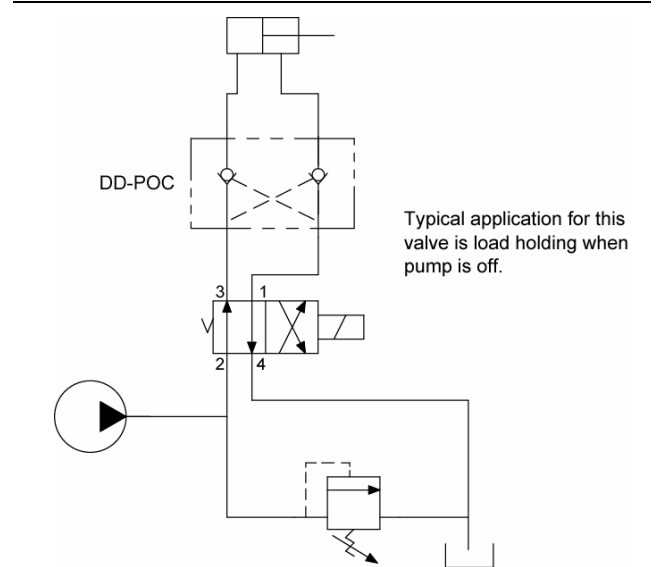 DD-POC
Typical application for this
valve is load holding when
pump is off.
3 1
2 4